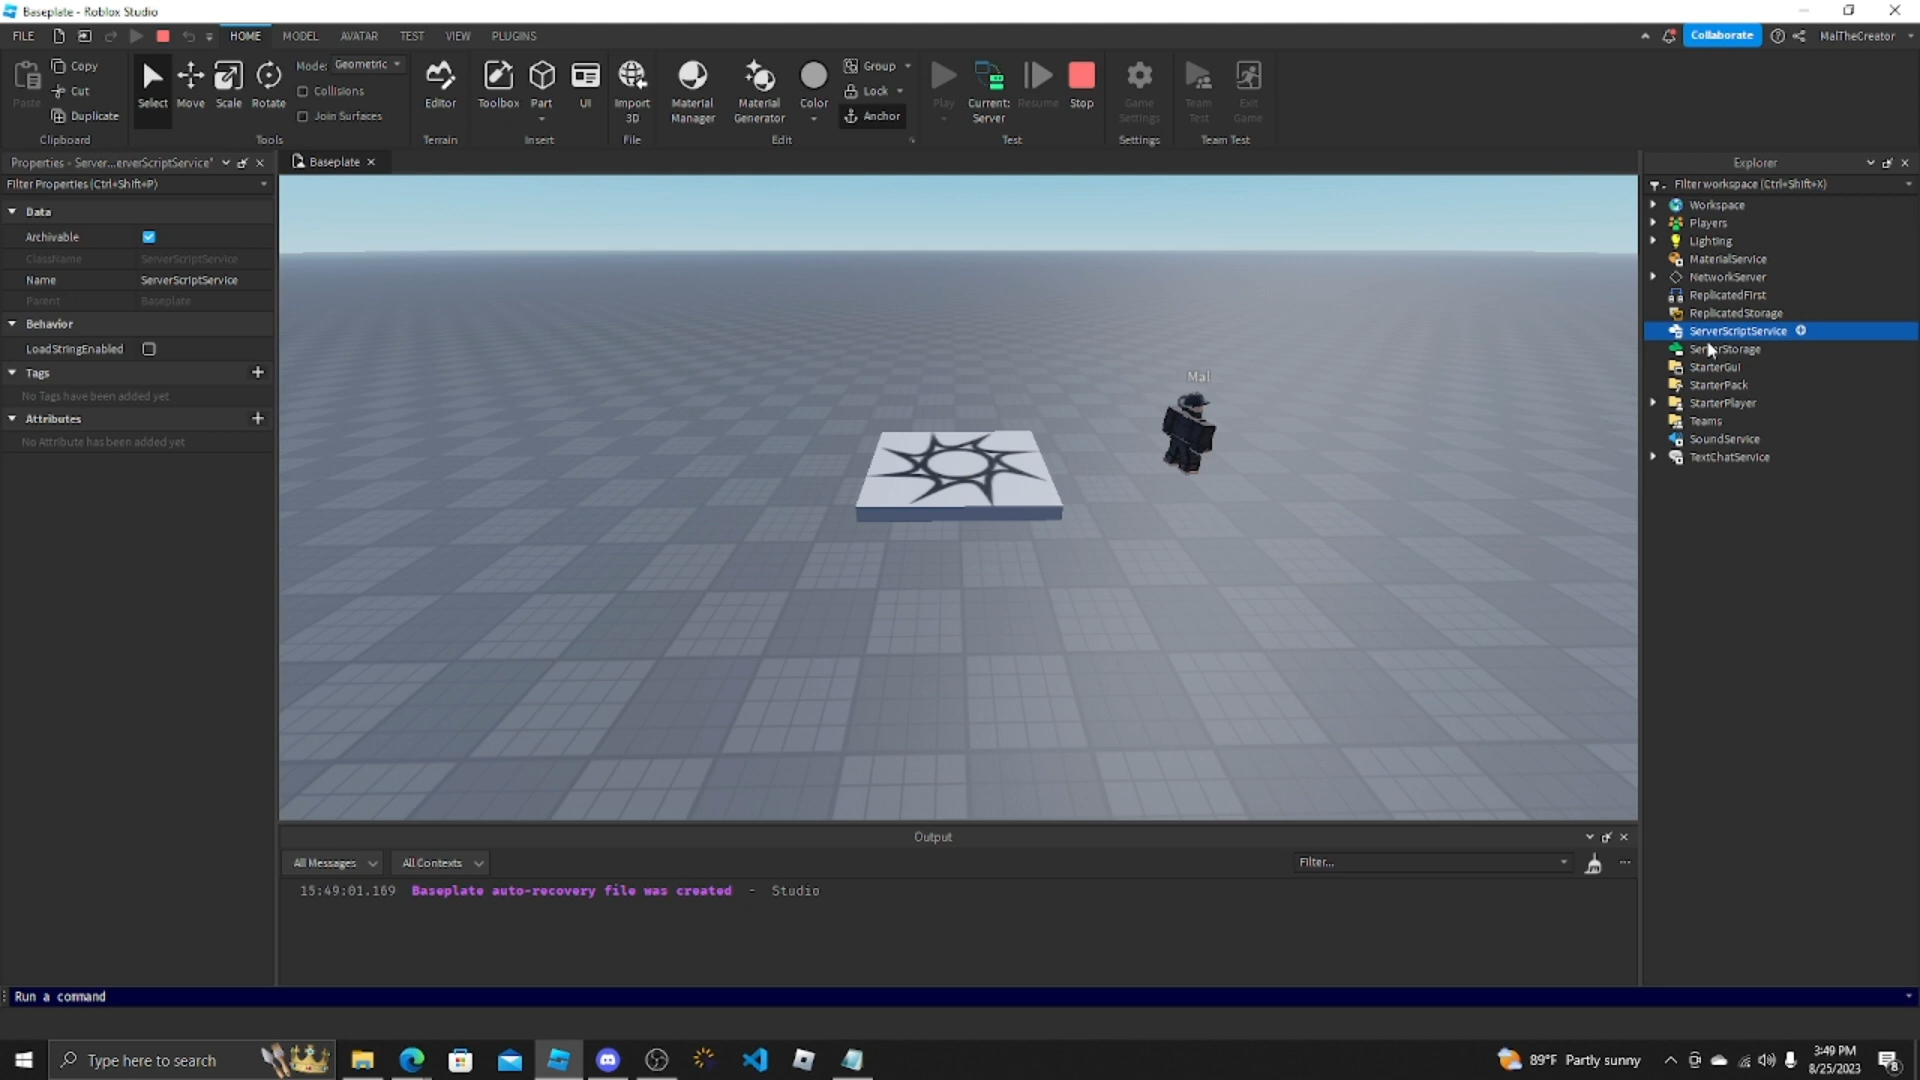 Baseplate - Roblox Studio
FILE HOME MODEL AVATAR TEST VIEW PLUGINS Collaborate MalTheCreator
Paste Copy Cut Duplicate
Clipboard
Select Move Scale Rotate
Mode: Geometric
Collisions
Join Surfaces
Tools
Editor
Terrain
Toolbox Part UI
Insert
Import 3D
File
Material Manager Material Generator Color
Group
Lock
Anchor
Edit
Play Current: Server Resume Stop
Test
Game Settings
Settings
Team Test Exit Game
Team Test
Properties - Server...erverScriptService"
Filter Properties (Ctrl+Shift+P)
Data
Archivable
ClassName ServerScriptService
Name ServerScriptService
Parent Baseplate
Behavior
LoadStringEnabled
Tags
No Tags have been added yet
Attributes
No Attribute has been added yet
Baseplate
Mal
Explorer
Filter workspace (Ctrl+Shift+X)
Workspace
Players
Lighting
MaterialService
NetworkServer
ReplicatedFirst
ReplicatedStorage
ServerScriptService
ServerStorage
StarterGui
StarterPack
StarterPlayer
Teams
SoundService
TextChatService
Output
All Messages All Contexts Filter...
15:49:01.169 Baseplate auto-recovery file was created - Studio
Run a command
Type here to search
89°F Partly sunny
3:49 PM
8/25/2023
8